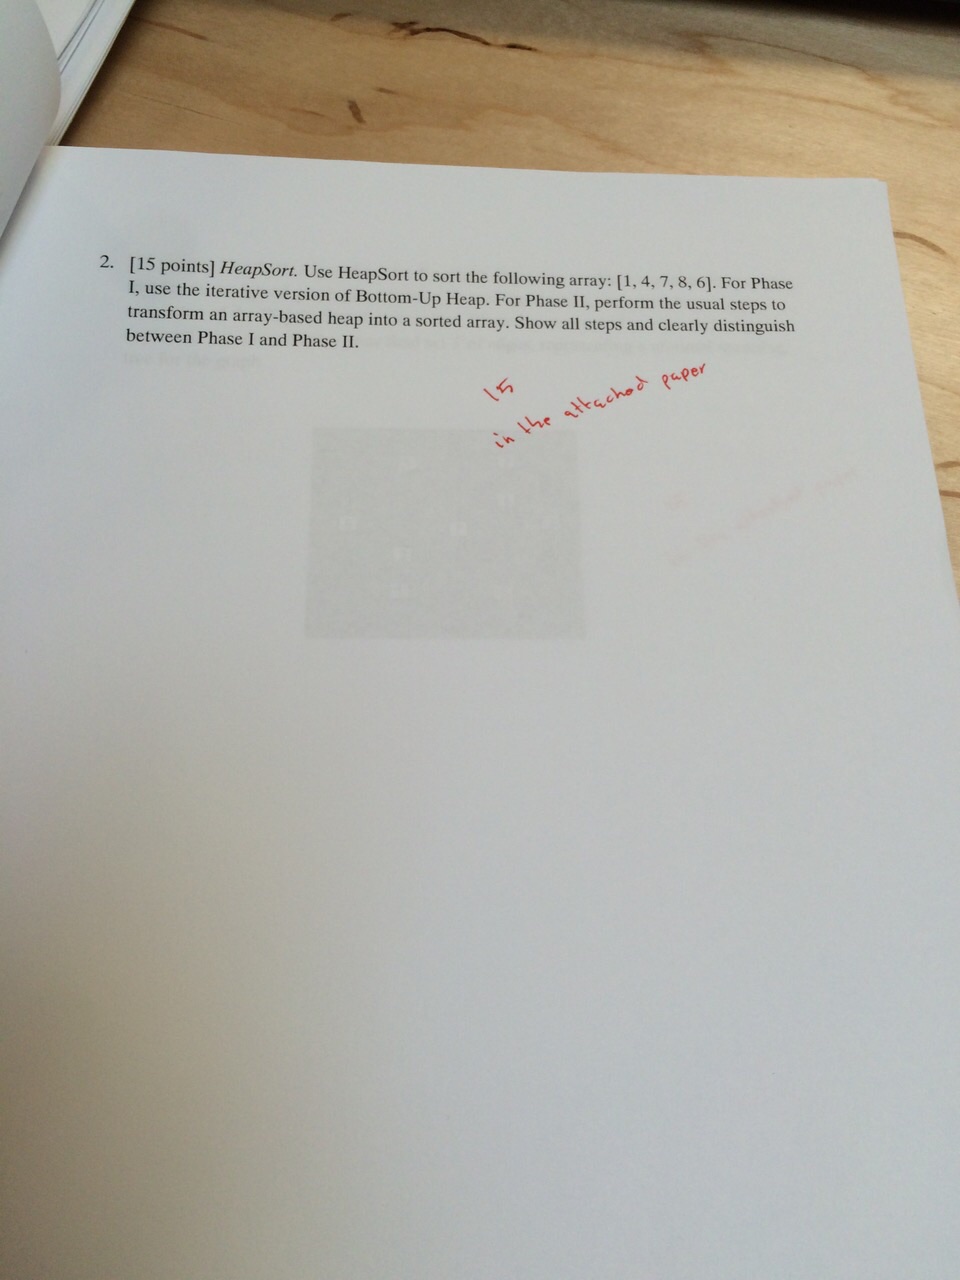 2. [15 points] HeapSort. Use HeapSort to sort the following array: [1, 4, 7, 8, 6]. For Phase
I, use the iterative version of Bottom-Up Heap. For Phase II, perform the usual steps to
transform an array-based heap into a sorted array. Show all steps and clearly distinguish
between Phase I and Phase II.
15
in the attached paper